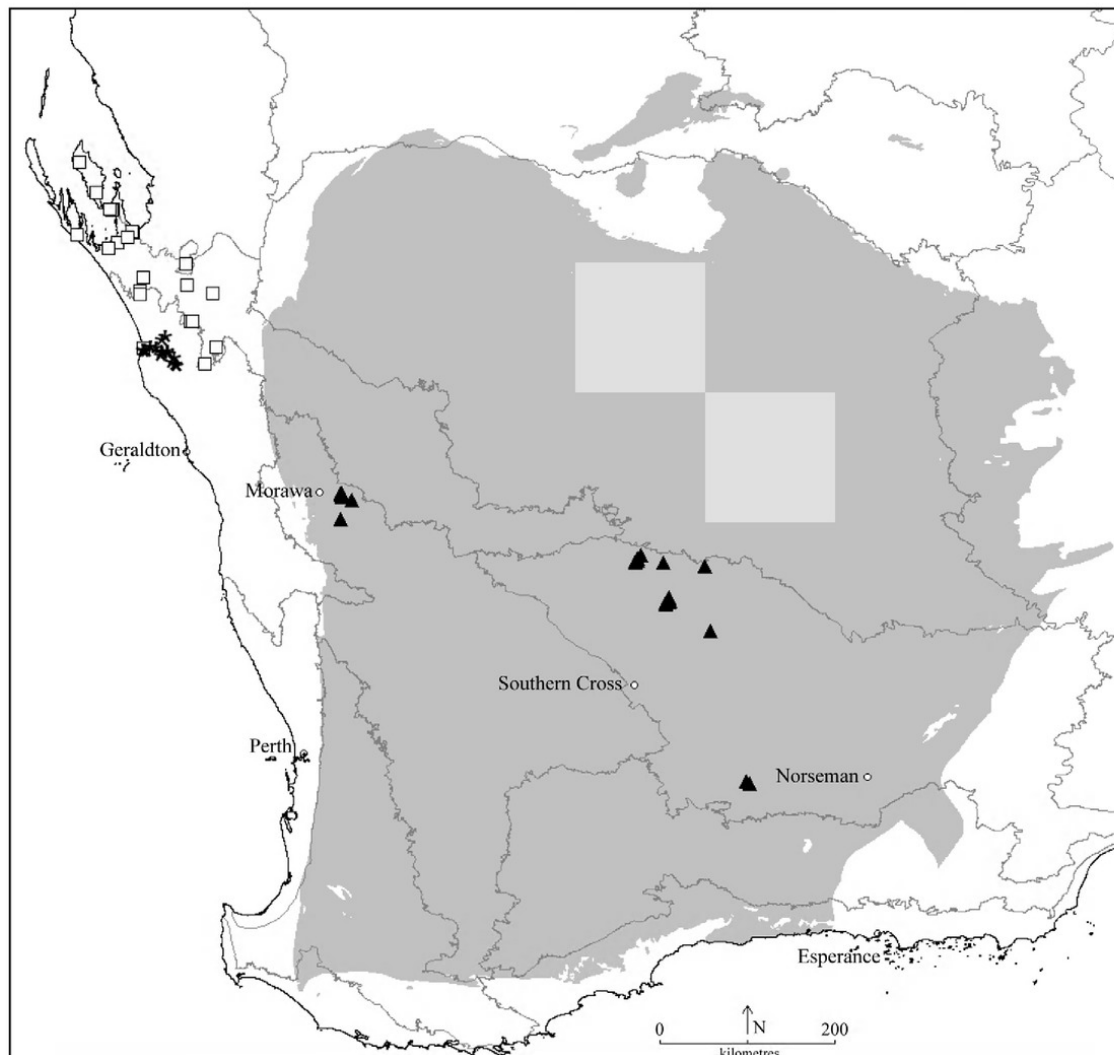 Geraldton
Morawa
Southern Cross
Perth
Norseman
Esperance
N
0 200
kilometres